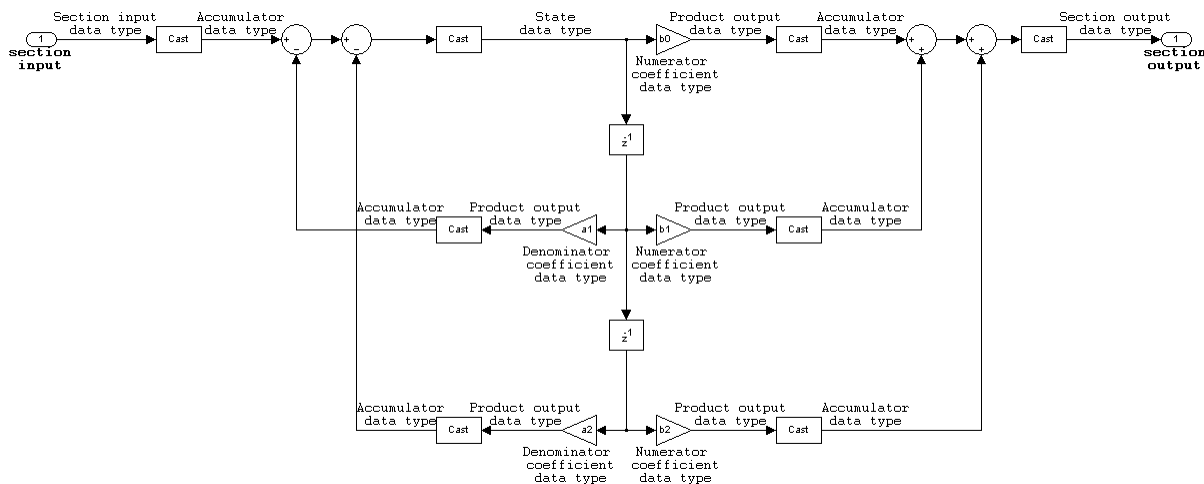 Section input
data type
Accumulator
data type
State
data type
Product output
data type
Accumulator
data type
Section output
data type
1
Cast
+
−
+
−
Cast
b0
Cast
+
+
+
+
Cast
1
section
input
section
output
Numerator
coefficient
data type
z-1
Accumulator
data type
Product output
data type
Product output
data type
Accumulator
data type
Cast
a1
b1
Cast
Denominator
coefficient
data type
Numerator
coefficient
data type
z-1
Accumulator
data type
Product output
data type
Product output
data type
Accumulator
data type
Cast
a2
b2
Cast
Denominator
coefficient
data type
Numerator
coefficient
data type